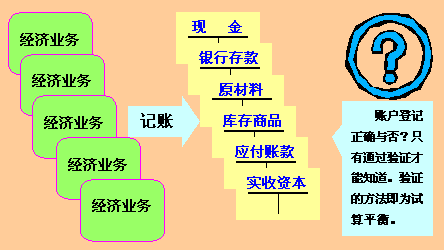 经济业务
经济业务
经济业务
经济业务
经济业务
记账
现 金
银行存款
原材料
库存商品
应付账款
实收资本
?
账户登记
正确与否？只
有通过验证才
能知道。验证
的方法即为试
算平衡。